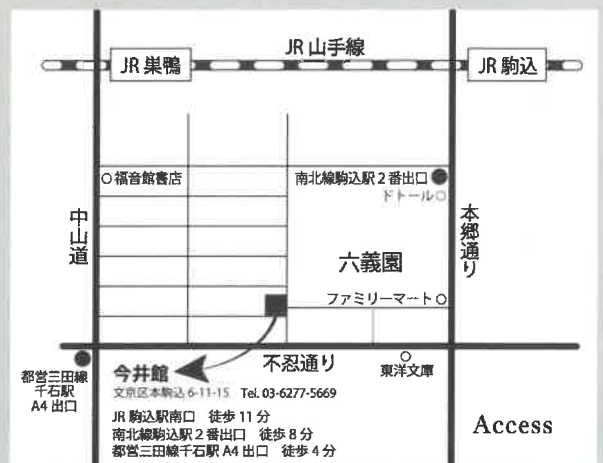 JR 山手線
JR 巣鴨
JR 駒込
福音館書店
南北線駒込駅2番出口
ドトール
中山道
本郷通り
六義園
ファミリーマート
不忍通り
東洋文庫
都営三田線
千石駅
A4 出口
今井館
文京区本駒込 6-11-15 Tel. 03-6277-5669
JR 駒込駅南口 徒歩 11 分
南北線駒込駅2番出口 徒歩 8 分
都営三田線千石駅 A4 出口 徒歩 4 分
Access